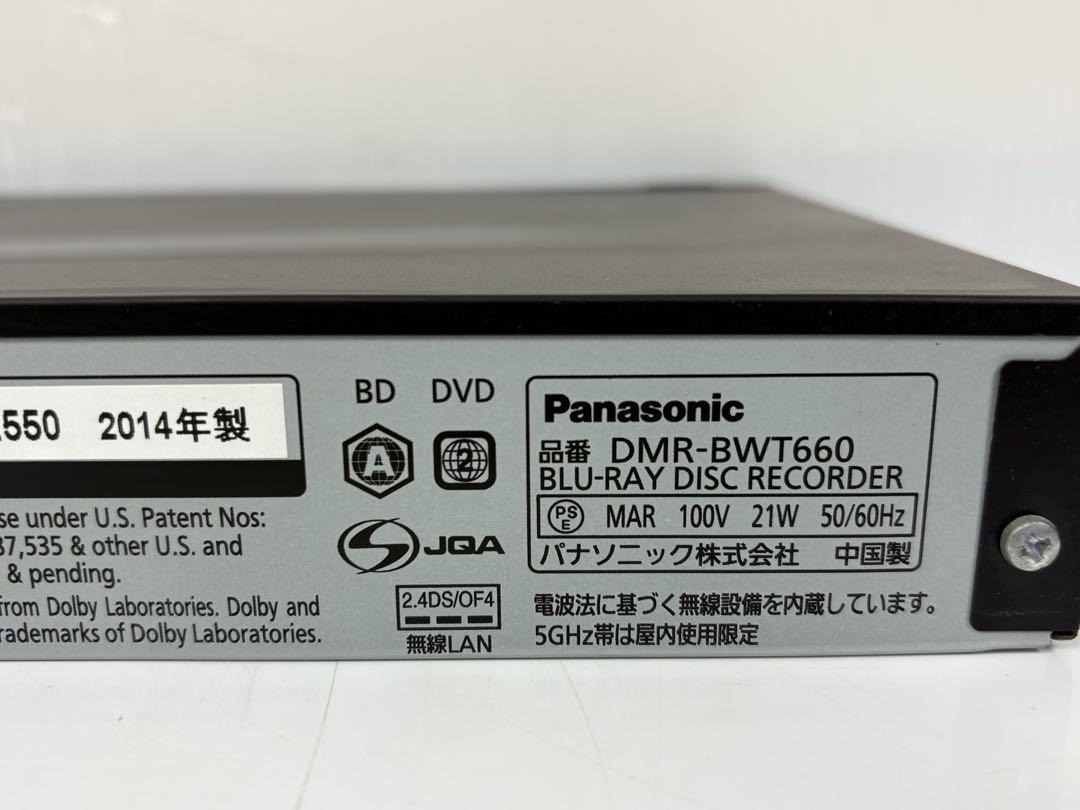 550 2014年製
BD DVD
A 2
Panasonic
品番 DMR-BWT660
BLU-RAY DISC RECORDER
PSE MAR 100V 21W 50/60Hz
パナソニック株式会社 中国製
under U.S. Patent Nos:
37,535 & other U.S. and
& pending.
from Dolby Laboratories. Dolby and
trademarks of Dolby Laboratories.
JQA
2.4DS/OF4
無線LAN
電波法に基づく無線設備を内蔵しています。
5GHz帯は屋内使用限定